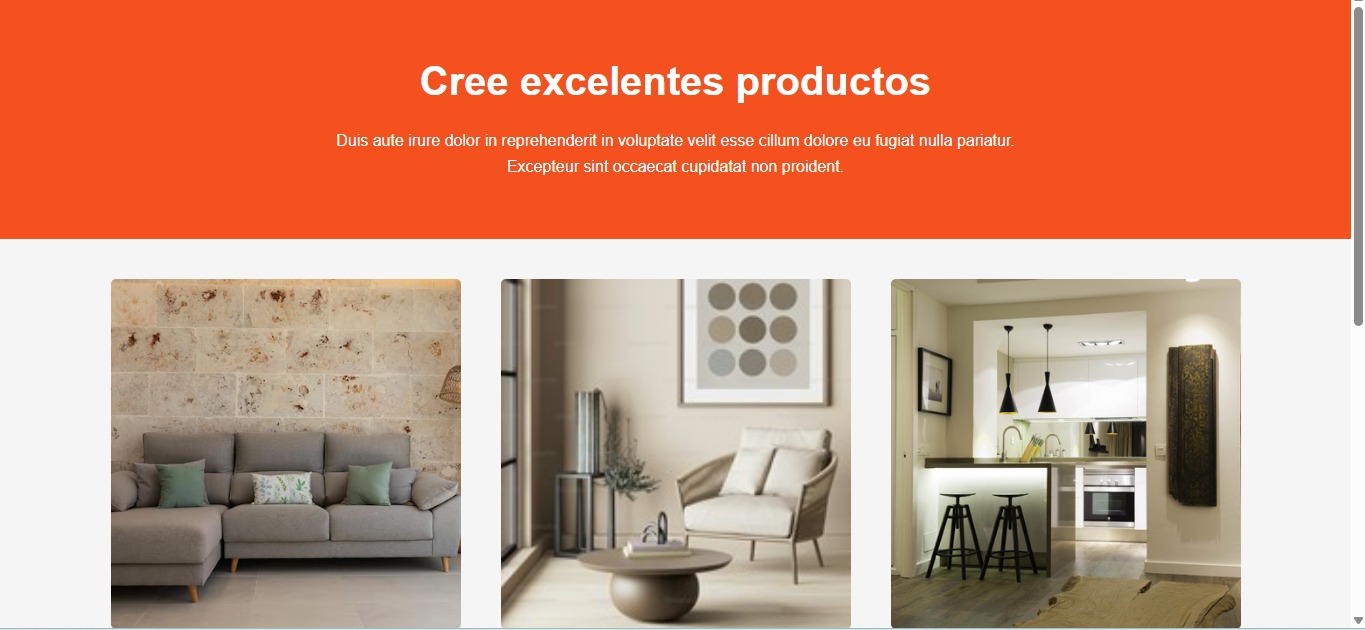 Cree excelentes productos
Duis aute irure dolor in reprehenderit in voluptate velit esse cillum dolore eu fugiat nulla pariatur.
Excepteur sint occaecat cupidatat non proident.